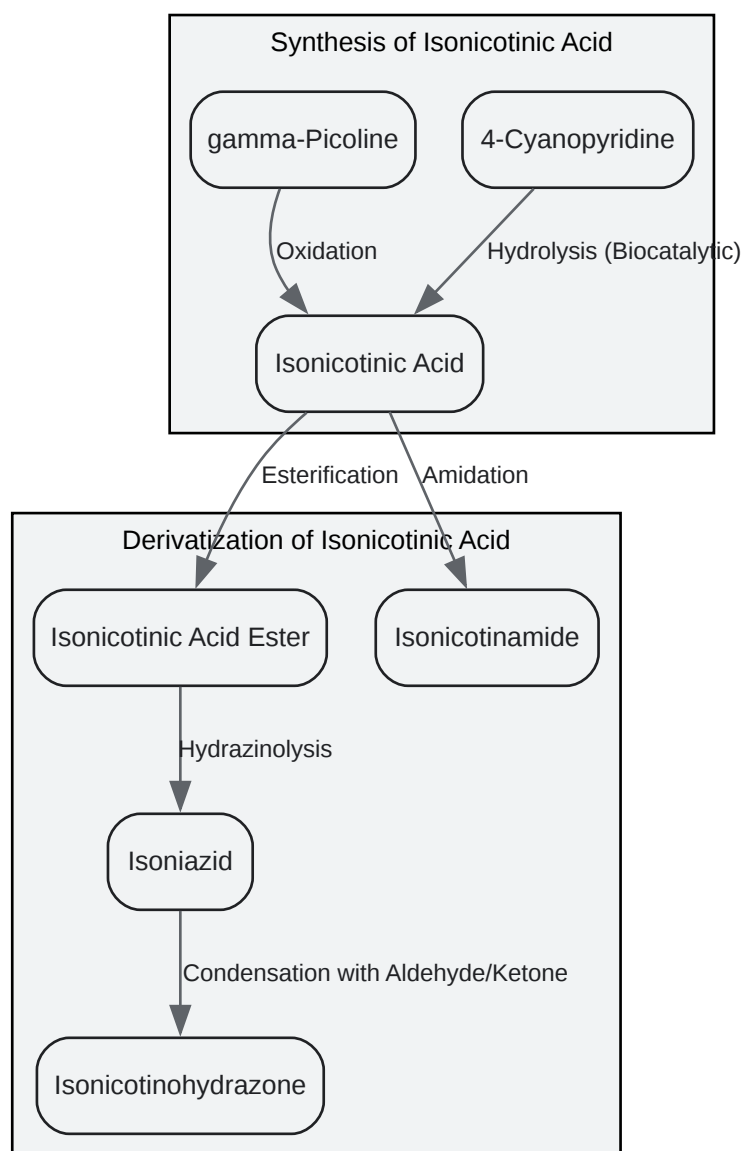 Synthesis of Isonicotinic Acid
gamma-Picoline
4-Cyanopyridine
Oxidation
Hydrolysis (Biocatalytic)
Isonicotinic Acid
Esterification
Amidation
Derivatization of Isonicotinic Acid
Isonicotinic Acid Ester
Isonicotinamide
Hydrazinolysis
Isoniazid
Condensation with Aldehyde/Ketone
Isonicotinohydrazone